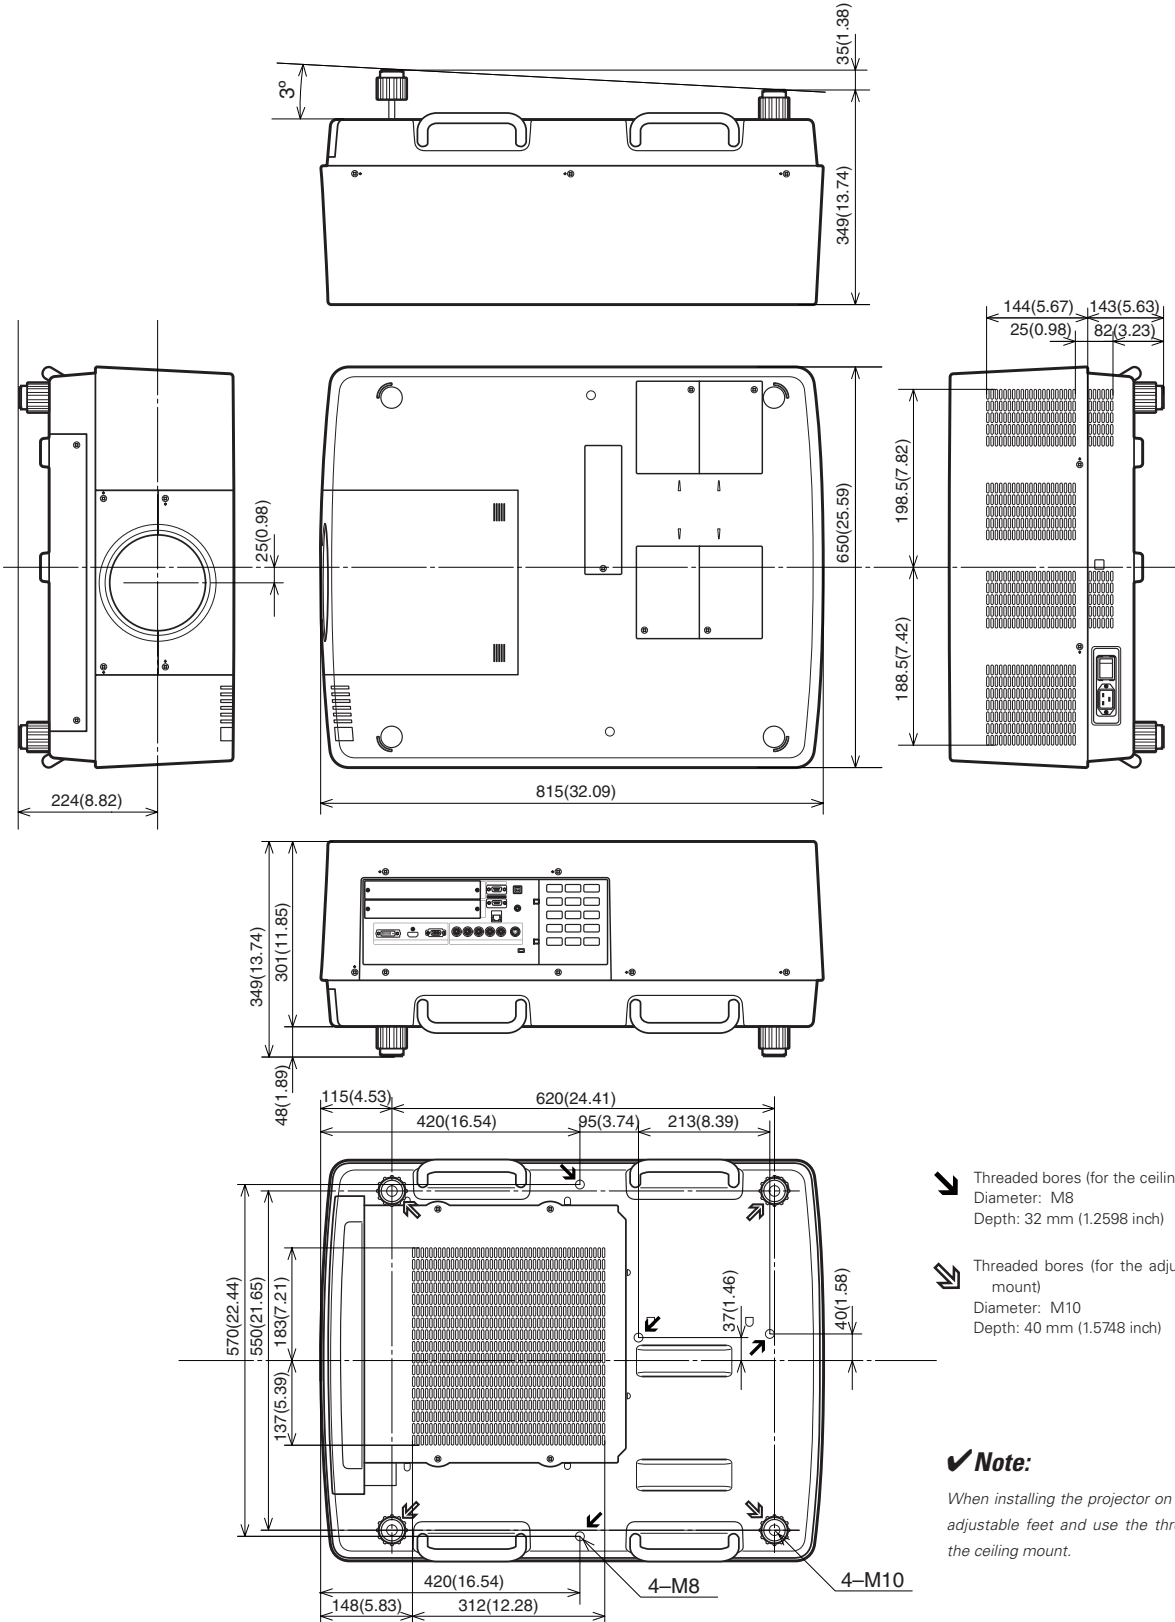 35(1.38)
3°
349(13.74)
144(5.67)
143(5.63)
25(0.98)
82(3.23)
198.5(7.82)
188.5(7.42)
25(0.98)
650(25.59)
224(8.82)
815(32.09)
349(13.74)
301(11.85)
48(1.89)
115(4.53)
620(24.41)
420(16.54)
95(3.74)
213(8.39)
570(22.44)
550(21.65)
183(7.21)
137(5.39)
37(1.46)
40(1.58)
Threaded bores (for the ceilin
Diameter: M8
Depth: 32 mm (1.2598 inch)
Threaded bores (for the adju
mount)
Diameter: M10
Depth: 40 mm (1.5748 inch)
✔Note:
When installing the projector on
adjustable feet and use the thr
the ceiling mount.
420(16.54)
4–M8
4–M10
148(5.83)
312(12.28)